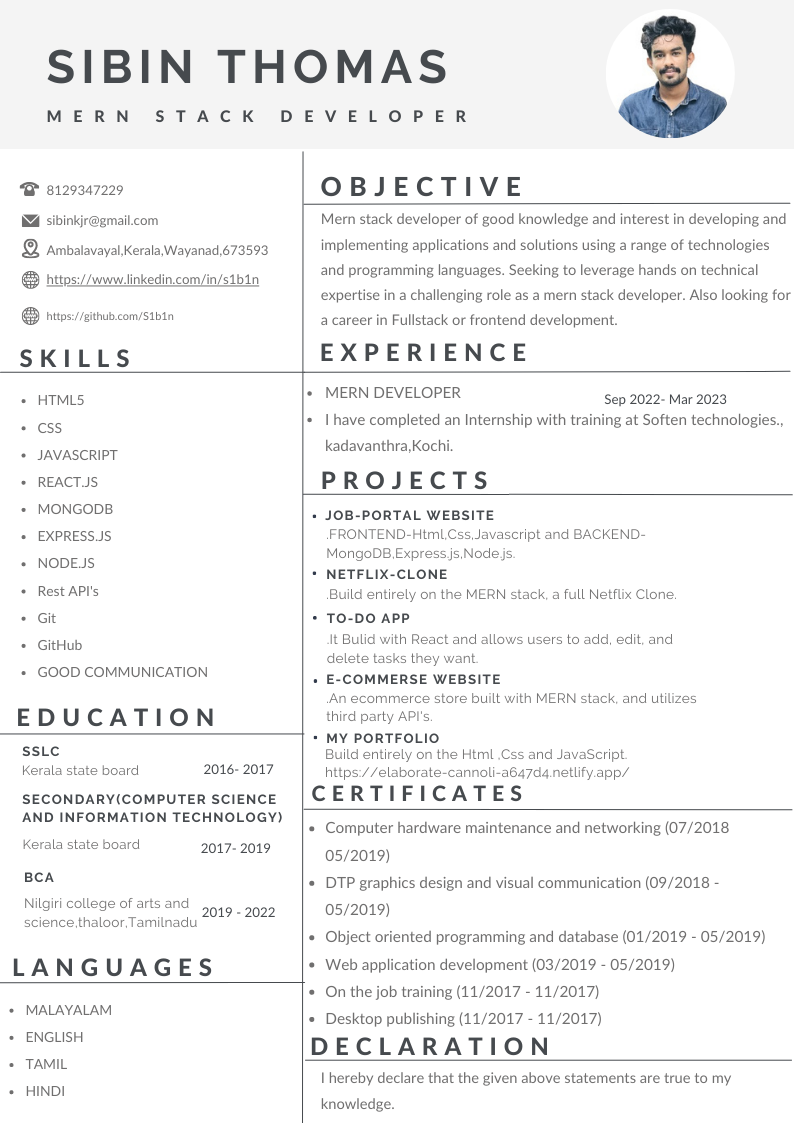 SIBIN THOMAS
MERN STACK DEVELOPER
8129347229
sibinkjr@gmail.com
Ambalavayal,Kerala,Wayanad,673593
https://www.linkedin.com/in/s1b1n
https://github.com/S1b1n
SKILLS
• HTML5
• CSS
• JAVASCRIPT
• REACT.JS
• MONGODB
• EXPRESS.JS
• NODE.JS
• Rest API's
• Git
• GitHub
• GOOD COMMUNICATION
EDUCATION
SSLC
Kerala state board 2016- 2017
SECONDARY(COMPUTER SCIENCE
AND INFORMATION TECHNOLOGY)
Kerala state board 2017- 2019
BCA
Nilgiri college of arts and
science,thaloor,Tamilnadu 2019 - 2022
LANGUAGES
• MALAYALAM
• ENGLISH
• TAMIL
• HINDI
OBJECTIVE
Mern stack developer of good knowledge and interest in developing and
implementing applications and solutions using a range of technologies
and programming languages. Seeking to leverage hands on technical
expertise in a challenging role as a mern stack developer. Also looking for
a career in Fullstack or frontend development.
EXPERIENCE
• MERN DEVELOPER Sep 2022- Mar 2023
• I have completed an Internship with training at Soften technologies.,
kadavanthra,Kochi.
PROJECTS
• JOB-PORTAL WEBSITE
.FRONTEND-Html,Css,Javascript and BACKEND-
MongoDB,Express.js,Node.js.
• NETFLIX-CLONE
.Build entirely on the MERN stack, a full Netflix Clone.
• TO-DO APP
.It Bulid with React and allows users to add, edit, and
delete tasks they want.
• E-COMMERSE WEBSITE
.An ecommerce store built with MERN stack, and utilizes
third party API's.
• MY PORTFOLIO
Build entirely on the Html ,Css and JavaScript.
https://elaborate-cannoli-a647d4.netlify.app/
CERTIFICATES
• Computer hardware maintenance and networking (07/2018
05/2019)
• DTP graphics design and visual communication (09/2018 -
05/2019)
• Object oriented programming and database (01/2019 - 05/2019)
• Web application development (03/2019 - 05/2019)
• On the job training (11/2017 - 11/2017)
• Desktop publishing (11/2017 - 11/2017)
DECLARATION
I hereby declare that the given above statements are true to my
knowledge.